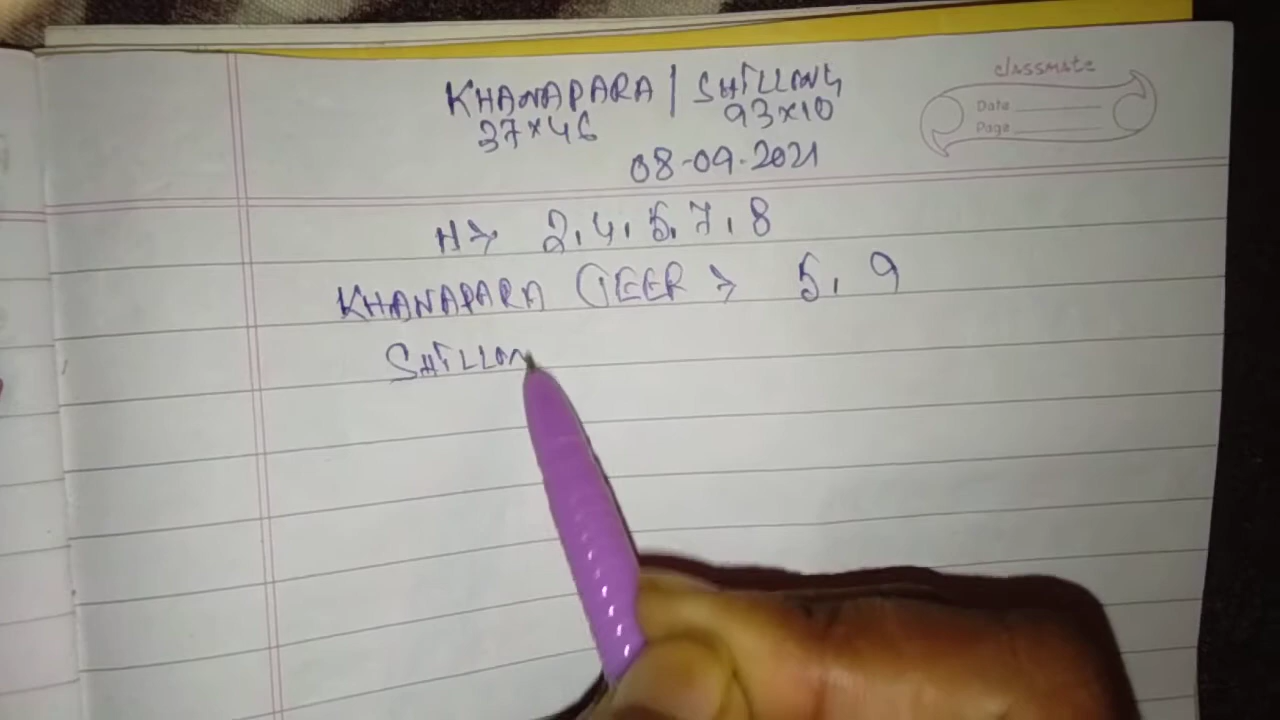 classmate
Date
Page
KHANAPARA | SHILLONG
37×46 93×10
08-09-2021
H> 2, 4, 5, 7, 8
KHANAPARA TEER > 5, 9
SHILLON